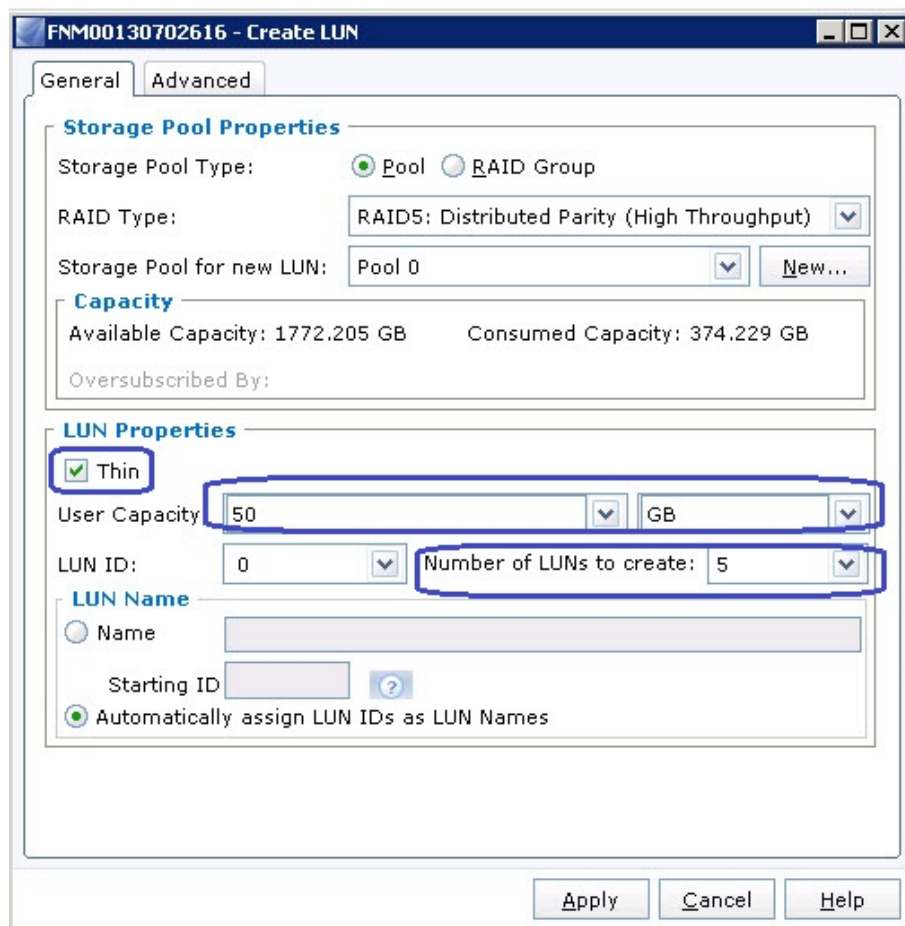 FNM00130702616 - Create LUN
General Advanced
Storage Pool Properties
Storage Pool Type: Pool RAID Group
RAID Type: RAID5: Distributed Parity (High Throughput)
Storage Pool for new LUN: Pool 0 New...
Capacity
Available Capacity: 1772.205 GB Consumed Capacity: 374.229 GB
Oversubscribed By:
LUN Properties
Thin
User Capacity 50 GB
LUN ID: 0 Number of LUNs to create: 5
LUN Name
Name
Starting ID ?
Automatically assign LUN IDs as LUN Names
Apply Cancel Help